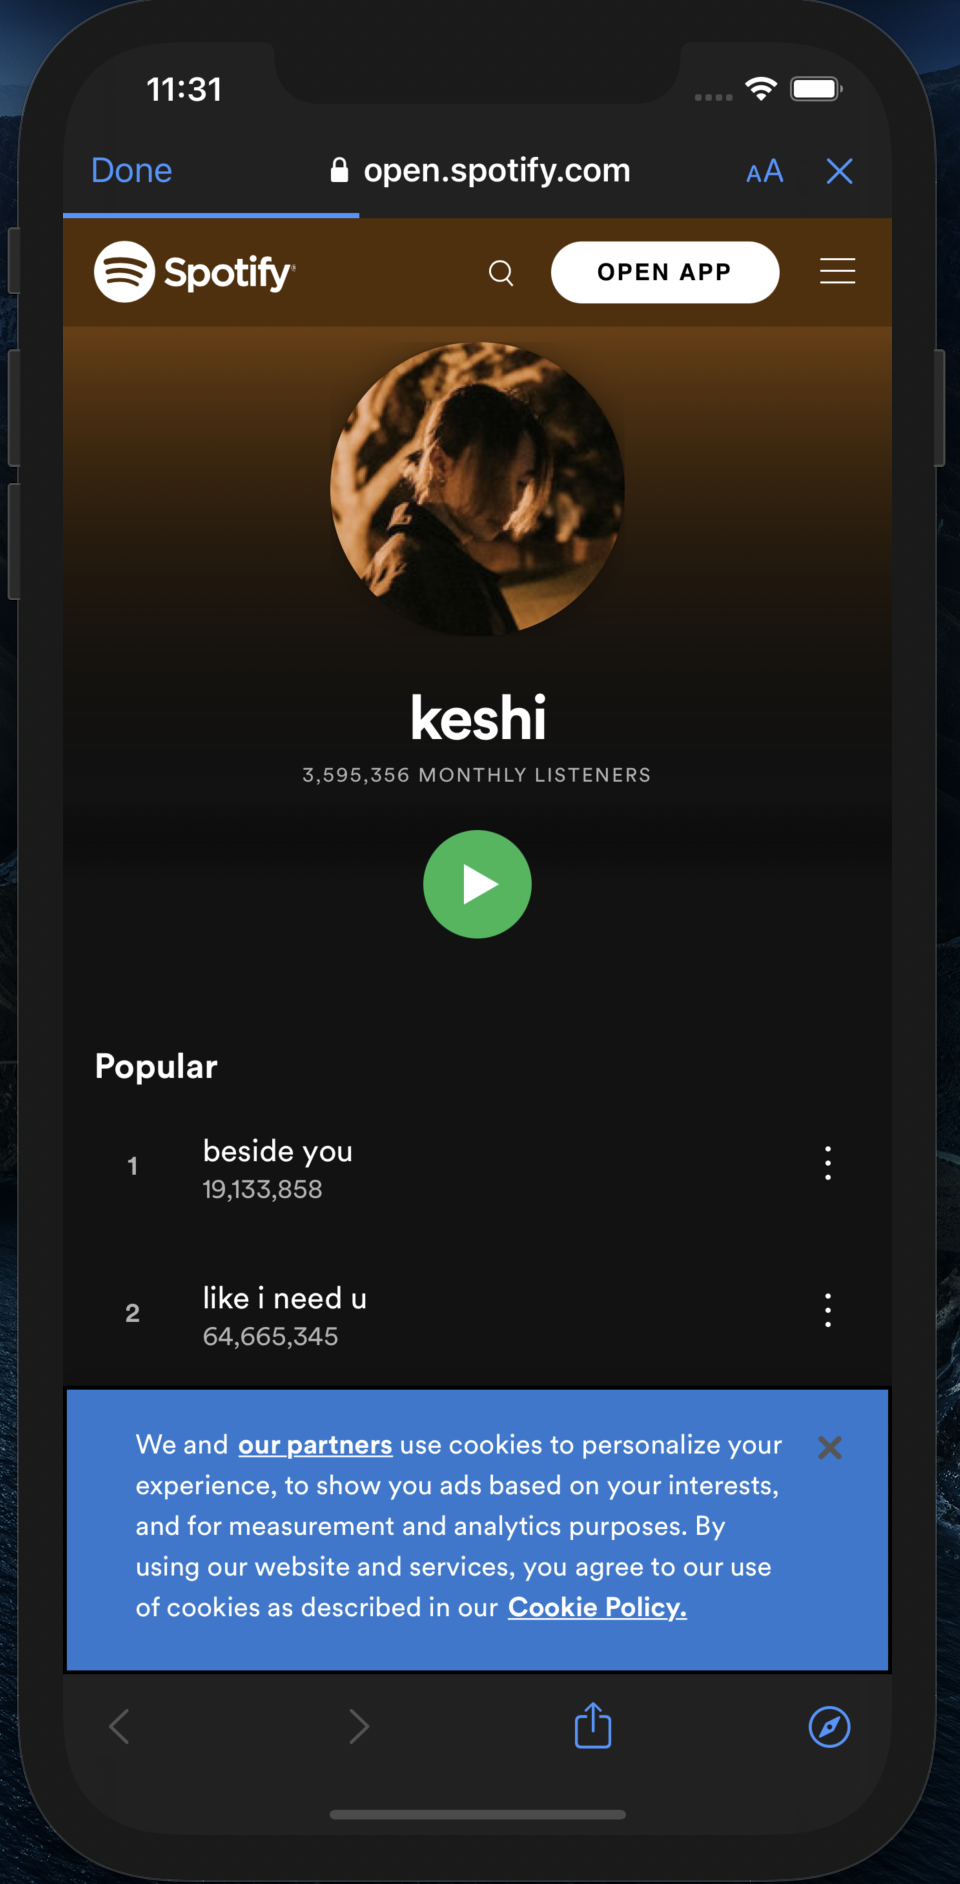 11:31
Done
open.spotify.com
AA
Spotify
OPEN APP
keshi
3,595,356 MONTHLY LISTENERS
Popular
1
beside you
19,133,858
2
like i need u
64,665,345
We and our partners use cookies to personalize your
experience, to show you ads based on your interests,
and for measurement and analytics purposes. By
using our website and services, you agree to our use
of cookies as described in our Cookie Policy.